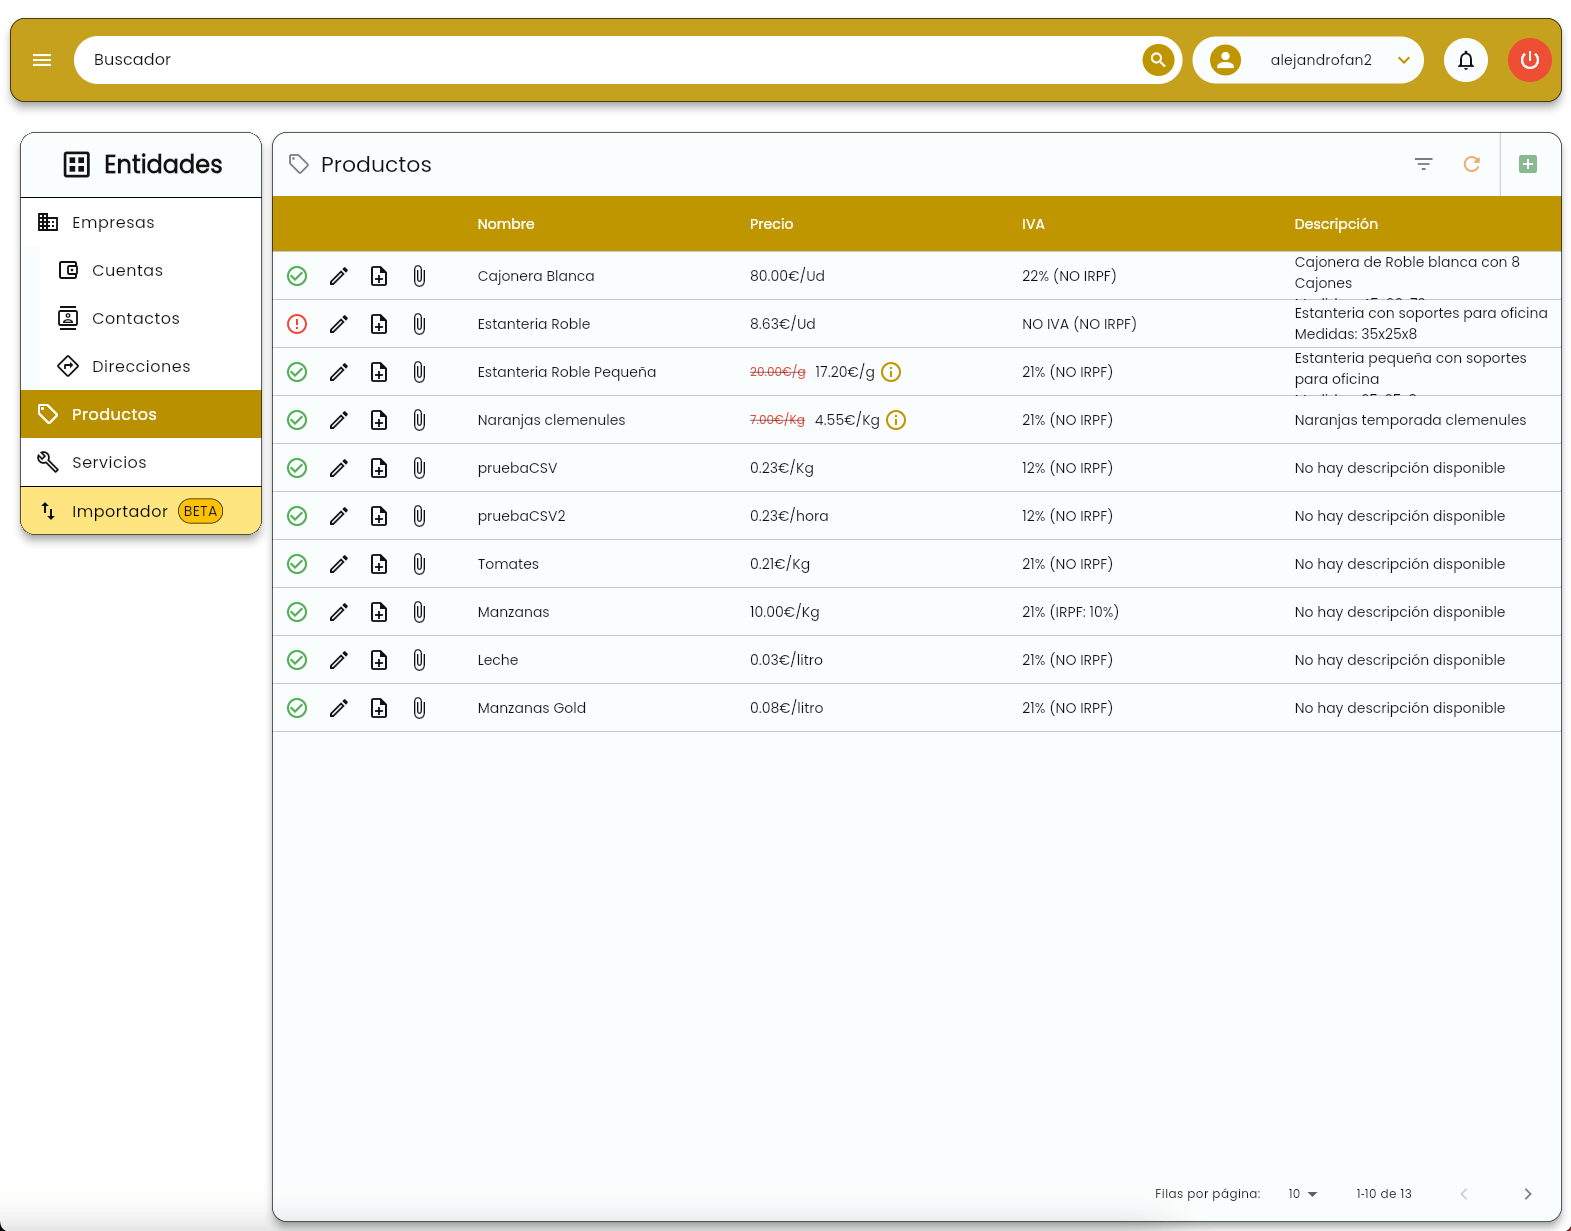 Buscador
alejandrofan2
Entidades
Empresas
Cuentas
Contactos
Direcciones
Productos
Servicios
Importador BETA
Productos
Nombre Precio IVA Descripción
Cajonera Blanca 80.00€/Ud 22% (NO IRPF) Cajonera de Roble blanca con 8
Cajones
Estanteria Roble 8.63€/Ud NO IVA (NO IRPF) Estanteria con soportes para oficina
Medidas: 35x25x8
Estanteria Roble Pequeña 20.00€/g 17.20€/g 21% (NO IRPF) Estanteria pequeña con soportes
para oficina
Naranjas clemenules 7.00€/Kg 4.55€/Kg 21% (NO IRPF) Naranjas temporada clemenules
pruebaCSV 0.23€/Kg 12% (NO IRPF) No hay descripción disponible
pruebaCSV2 0.23€/hora 12% (NO IRPF) No hay descripción disponible
Tomates 0.21€/Kg 21% (NO IRPF) No hay descripción disponible
Manzanas 10.00€/Kg 21% (IRPF: 10%) No hay descripción disponible
Leche 0.03€/litro 21% (NO IRPF) No hay descripción disponible
Manzanas Gold 0.08€/litro 21% (NO IRPF) No hay descripción disponible
Filas por página: 10 1-10 de 13